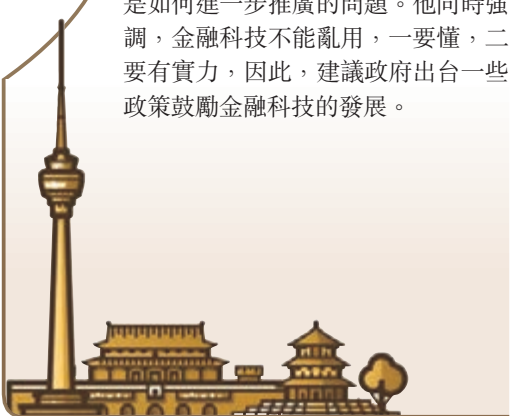 是如何進一步推廣的問題。他同時強
調，金融科技不能亂用，一要懂，二
要有實力，因此，建議政府出台一些
政策鼓勵金融科技的發展。